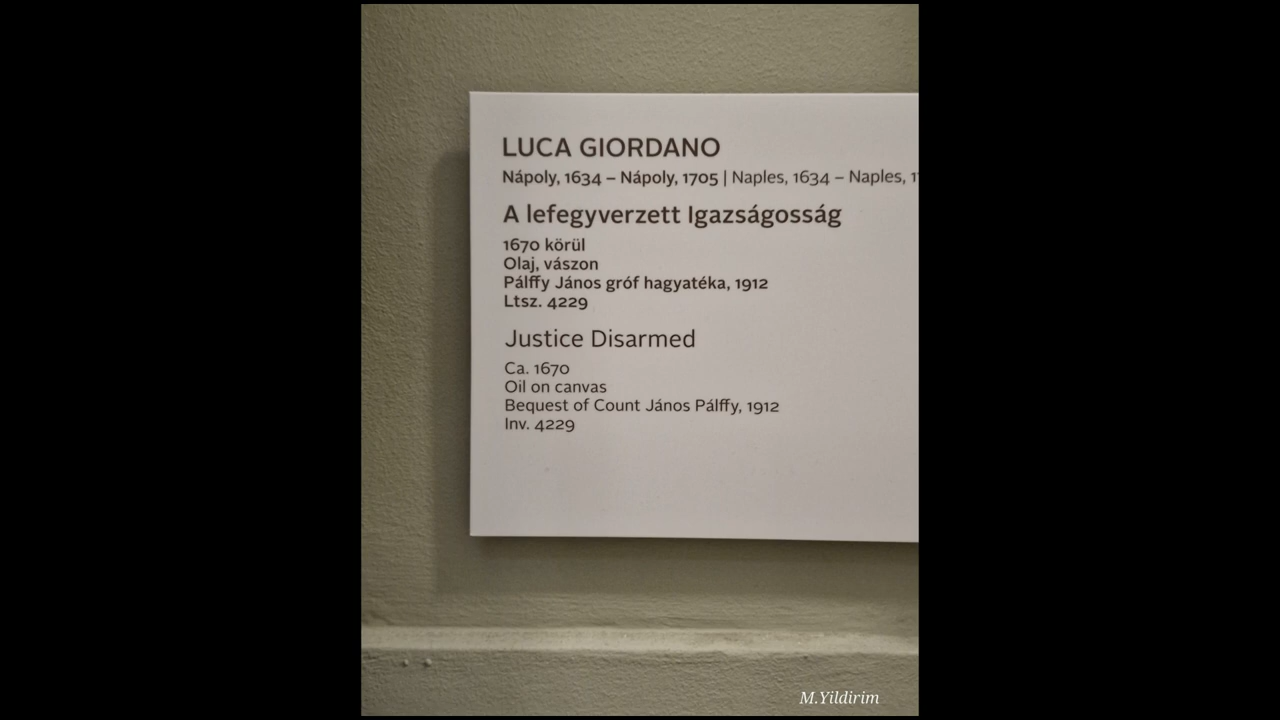 LUCA GIORDANO
Nápoly, 1634 – Nápoly, 1705 | Naples, 1634 – Naples,
A lefegyverzett Igazságosság
1670 körül
Olaj, vászon
Pálffy János gróf hagyatéka, 1912
Ltsz. 4229
Justice Disarmed
Ca. 1670
Oil on canvas
Bequest of Count János Pálffy, 1912
Inv. 4229
M.Yildirim